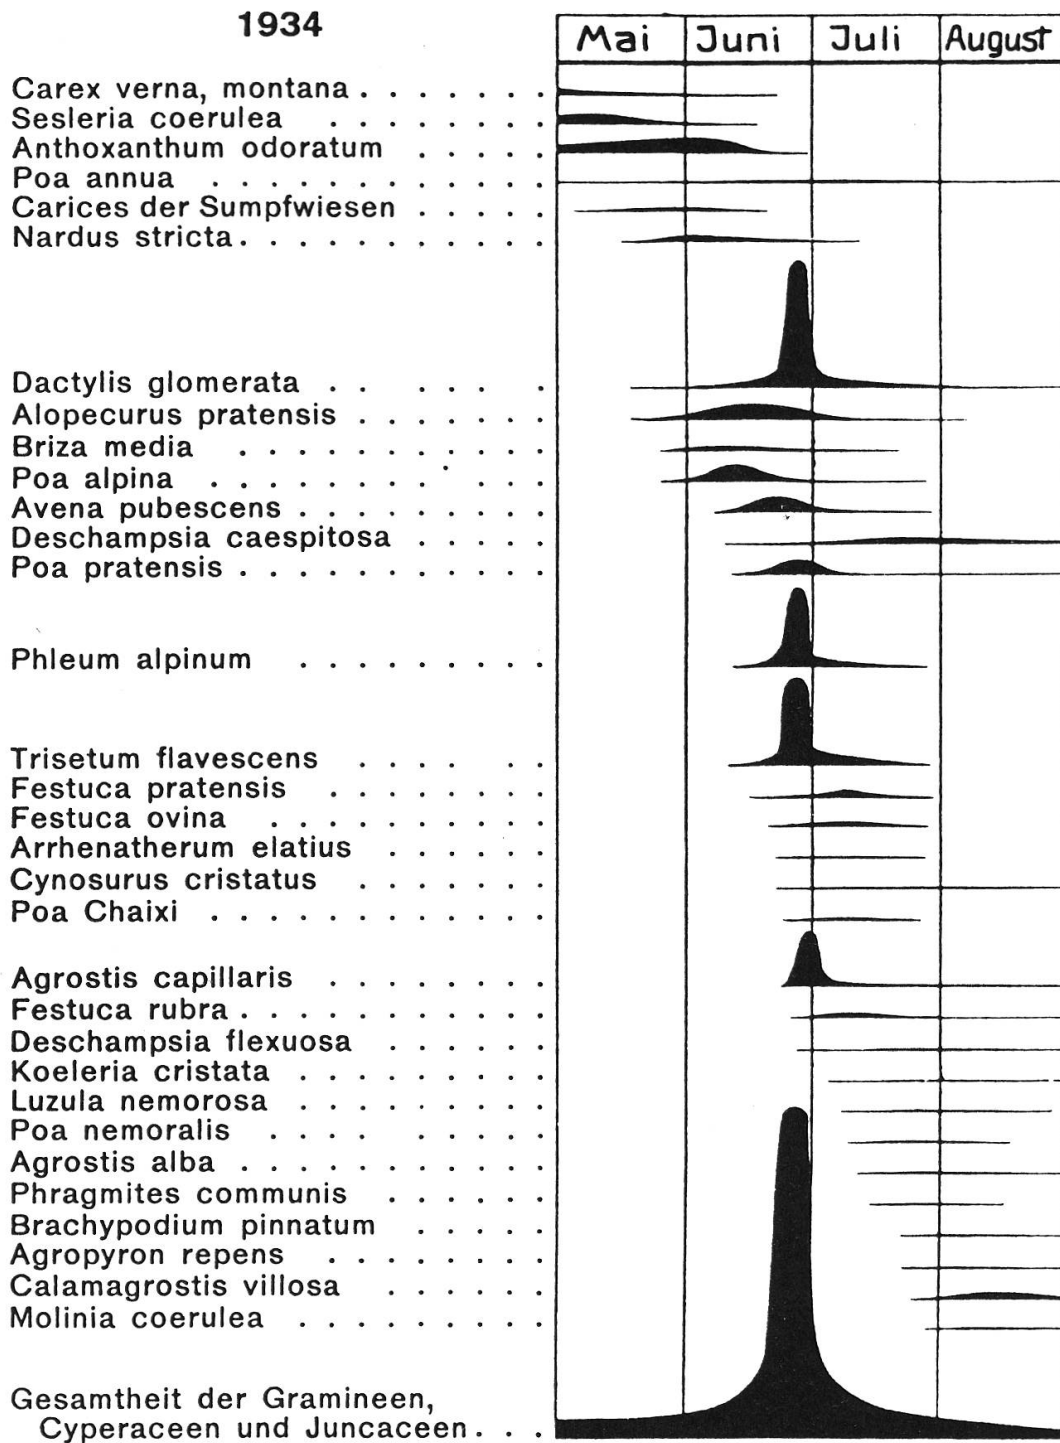 1934
Mai Juni Juli August
Carex verna, montana . . . . . . .
Sesleria coerulea . . . . . . . .
Anthoxanthum odoratum . . . . .
Poa annua . . . . . . . . . . . .
Carices der Sumpfwiesen . . . . .
Nardus stricta . . . . . . . . . . .
Dactylis glomerata . . . . . .
Alopecurus pratensis . . . . . . .
Briza media . . . . . . . . . . .
Poa alpina . . . . . . . . . . . .
Avena pubescens . . . . . . . . .
Deschampsia caespitosa . . . . .
Poa pratensis . . . . . . . . . . .
Phleum alpinum . . . . . . . . .
Trisetum flavescens . . . . . .
Festuca pratensis . . . . . . . .
Festuca ovina . . . . . . . . . .
Arrhenatherum elatius . . . . . .
Cynosurus cristatus . . . . . . .
Poa Chaixi . . . . . . . . . . . .
Agrostis capillaris . . . . . . . .
Festuca rubra . . . . . . . . . . .
Deschampsia flexuosa . . . . . .
Koeleria cristata . . . . . . . . .
Luzula nemorosa . . . . . . . . .
Poa nemoralis . . . . . . . . .
Agrostis alba . . . . . . . . . . .
Phragmites communis . . . . . .
Brachypodium pinnatum . . . . .
Agropyron repens . . . . . . . .
Calamagrostis villosa . . . . . .
Molinia coerulea . . . . . . . . .
Gesamtheit der Gramineen,
Cyperaceen und Juncaceen . . .